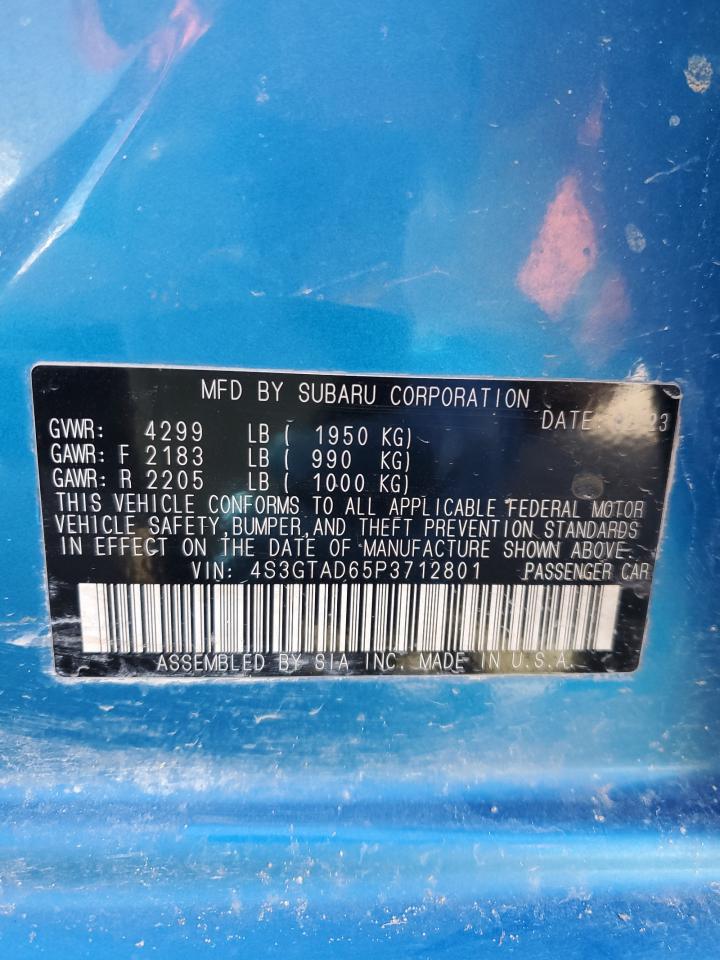 MFD BY SUBARU CORPORATION
DATE: 23
GVWR: 4299 LB ( 1950 KG)
GAWR: F 2183 LB ( 990 KG)
GAWR: R 2205 LB ( 1000 KG)
THIS VEHICLE CONFORMS TO ALL APPLICABLE FEDERAL MOTOR
VEHICLE SAFETY, BUMPER, AND THEFT PREVENTION STANDARDS
IN EFFECT ON THE DATE OF MANUFACTURE SHOWN ABOVE.
VIN: 4S3GTAD65P3712801 PASSENGER CAR
ASSEMBLED BY SIA INC. MADE IN U.S.A.